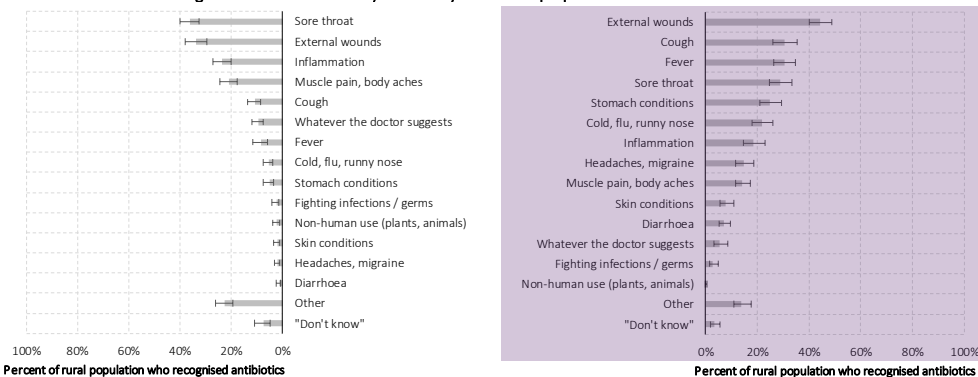 Sore throat
External wounds
Inflammation
Muscle pain, body aches
Cough
Whatever the doctor suggests
Fever
Cold, flu, runny nose
Stomach conditions
Fighting infections / germs
Non-human use (plants, animals)
Skin conditions
Headaches, migraine
Diarrhoea
Other
"Don't know"
100% 80% 60% 40% 20% 0%
Percent of rural population who recognised antibiotics
External wounds
Cough
Fever
Sore throat
Stomach conditions
Cold, flu, runny nose
Inflammation
Headaches, migraine
Muscle pain, body aches
Skin conditions
Diarrhoea
Whatever the doctor suggests
Fighting infections / germs
Non-human use (plants, animals)
Other
"Don't know"
0% 20% 40% 60% 80% 100%
Percent of rural population who recognised antibiotics